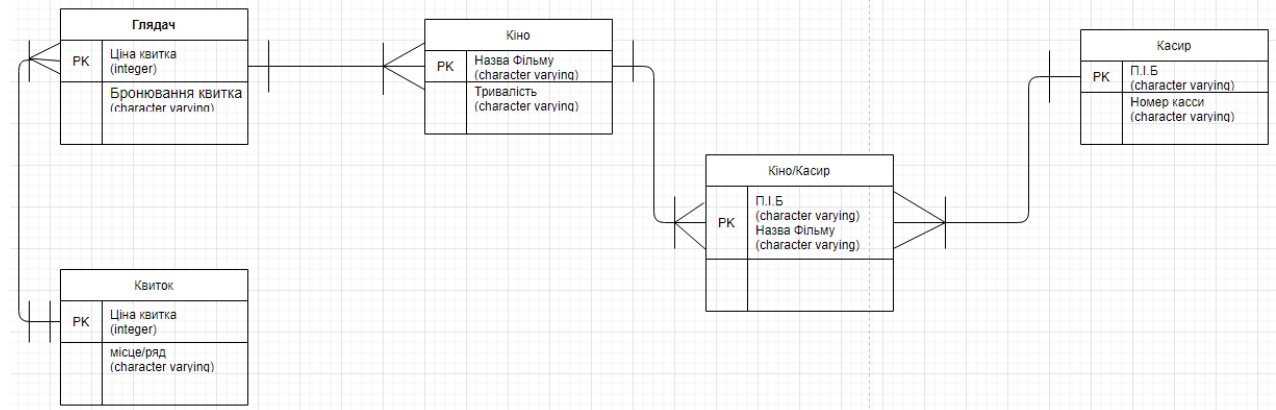 Глядач
PK
Ціна квитка
(integer)
Бронювання квитка
(character varying)
Кіно
PK
Назва Фільму
(character varying)
Тривалість
(character varying)
Касир
PK
П.І.Б
(character varying)
Номер касси
(character varying)
Кіно/Касир
PK
П.І.Б
(character varying)
Назва Фільму
(character varying)
Квиток
PK
Ціна квитка
(integer)
місце/ряд
(character varying)